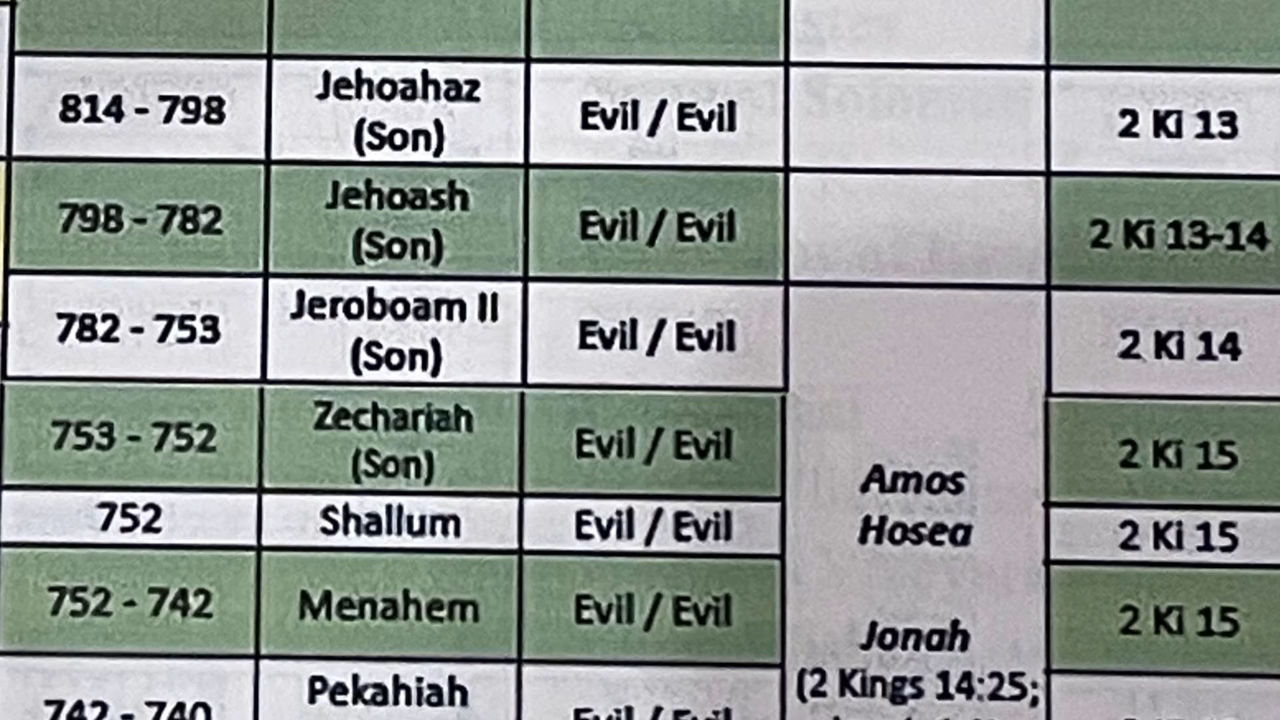 814 - 798
Jehoahaz
(Son)
Evil / Evil
2 Ki 13
798 - 782
Jehoash
(Son)
Evil / Evil
2 Ki 13-14
782 - 753
Jeroboam II
(Son)
Evil / Evil
2 Ki 14
753 - 752
Zechariah
(Son)
Evil / Evil
2 Ki 15
752
Shallum
Evil / Evil
2 Ki 15
752 - 742
Menahem
Evil / Evil
2 Ki 15
Amos
Hosea
Jonah
(2 Kings 14:25;
742 - 740
Pekahiah
Evil / Evil